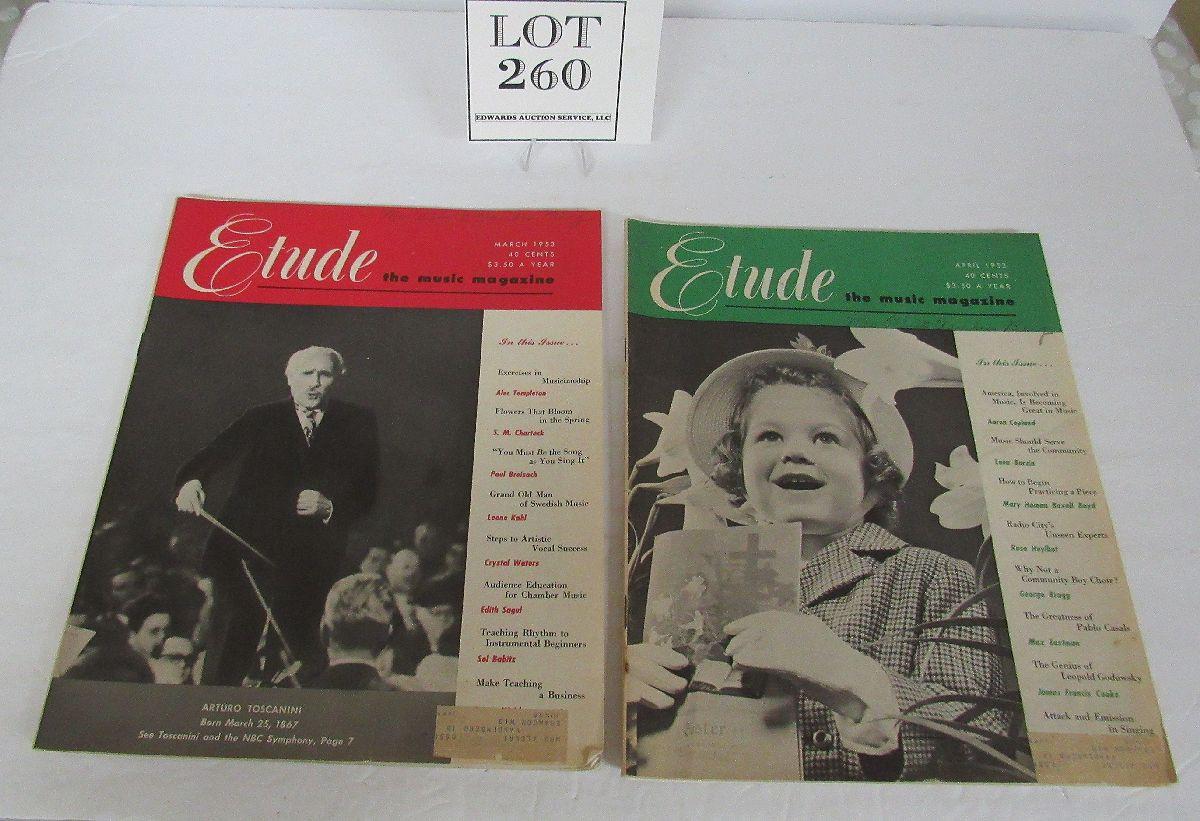 LOT
260
EDWARDS AUCTION SERVICE, LLC
Etude
the music magazine
MARCH 1953
40 CENTS
$3.50 A YEAR
In this Issue...
Exercises in
Musicianship
Alec Templeton
Flowers That Bloom
in the Spring
S. M. Chartock
"You Must Be the Song
as You Sing It"
Paul Breisach
Grand Old Man
of Swedish Music
Leone Kahl
Steps to Artistic
Vocal Success
Crystal Waters
Audience Education
for Chamber Music
Edith Sagul
Teaching Rhythm to
Instrumental Beginners
Sol Babitz
Make Teaching
a Business
ARTURO TOSCANINI
Born March 25, 1867
See Toscanini and the NBC Symphony, Page 7
Etude
the music magazine
APRIL 1953
40 CENTS
$3.50 A YEAR
In this Issue...
America, Involved in
Music, Is Becoming
Great in Music
Aaron Copland
Music Should Serve
the Community
Leon Barzin
How to Begin
Practicing a Piece
Mary Homan Boxall Boyd
Radio City's
Unseen Experts
Rose Heylbut
Why Not a
Community Boy Choir?
George Bragg
The Greatness of
Pablo Casals
Max Eastman
The Genius of
Leopold Godowsky
James Francis Cooke
Attack and Emission
in Singing
Easter